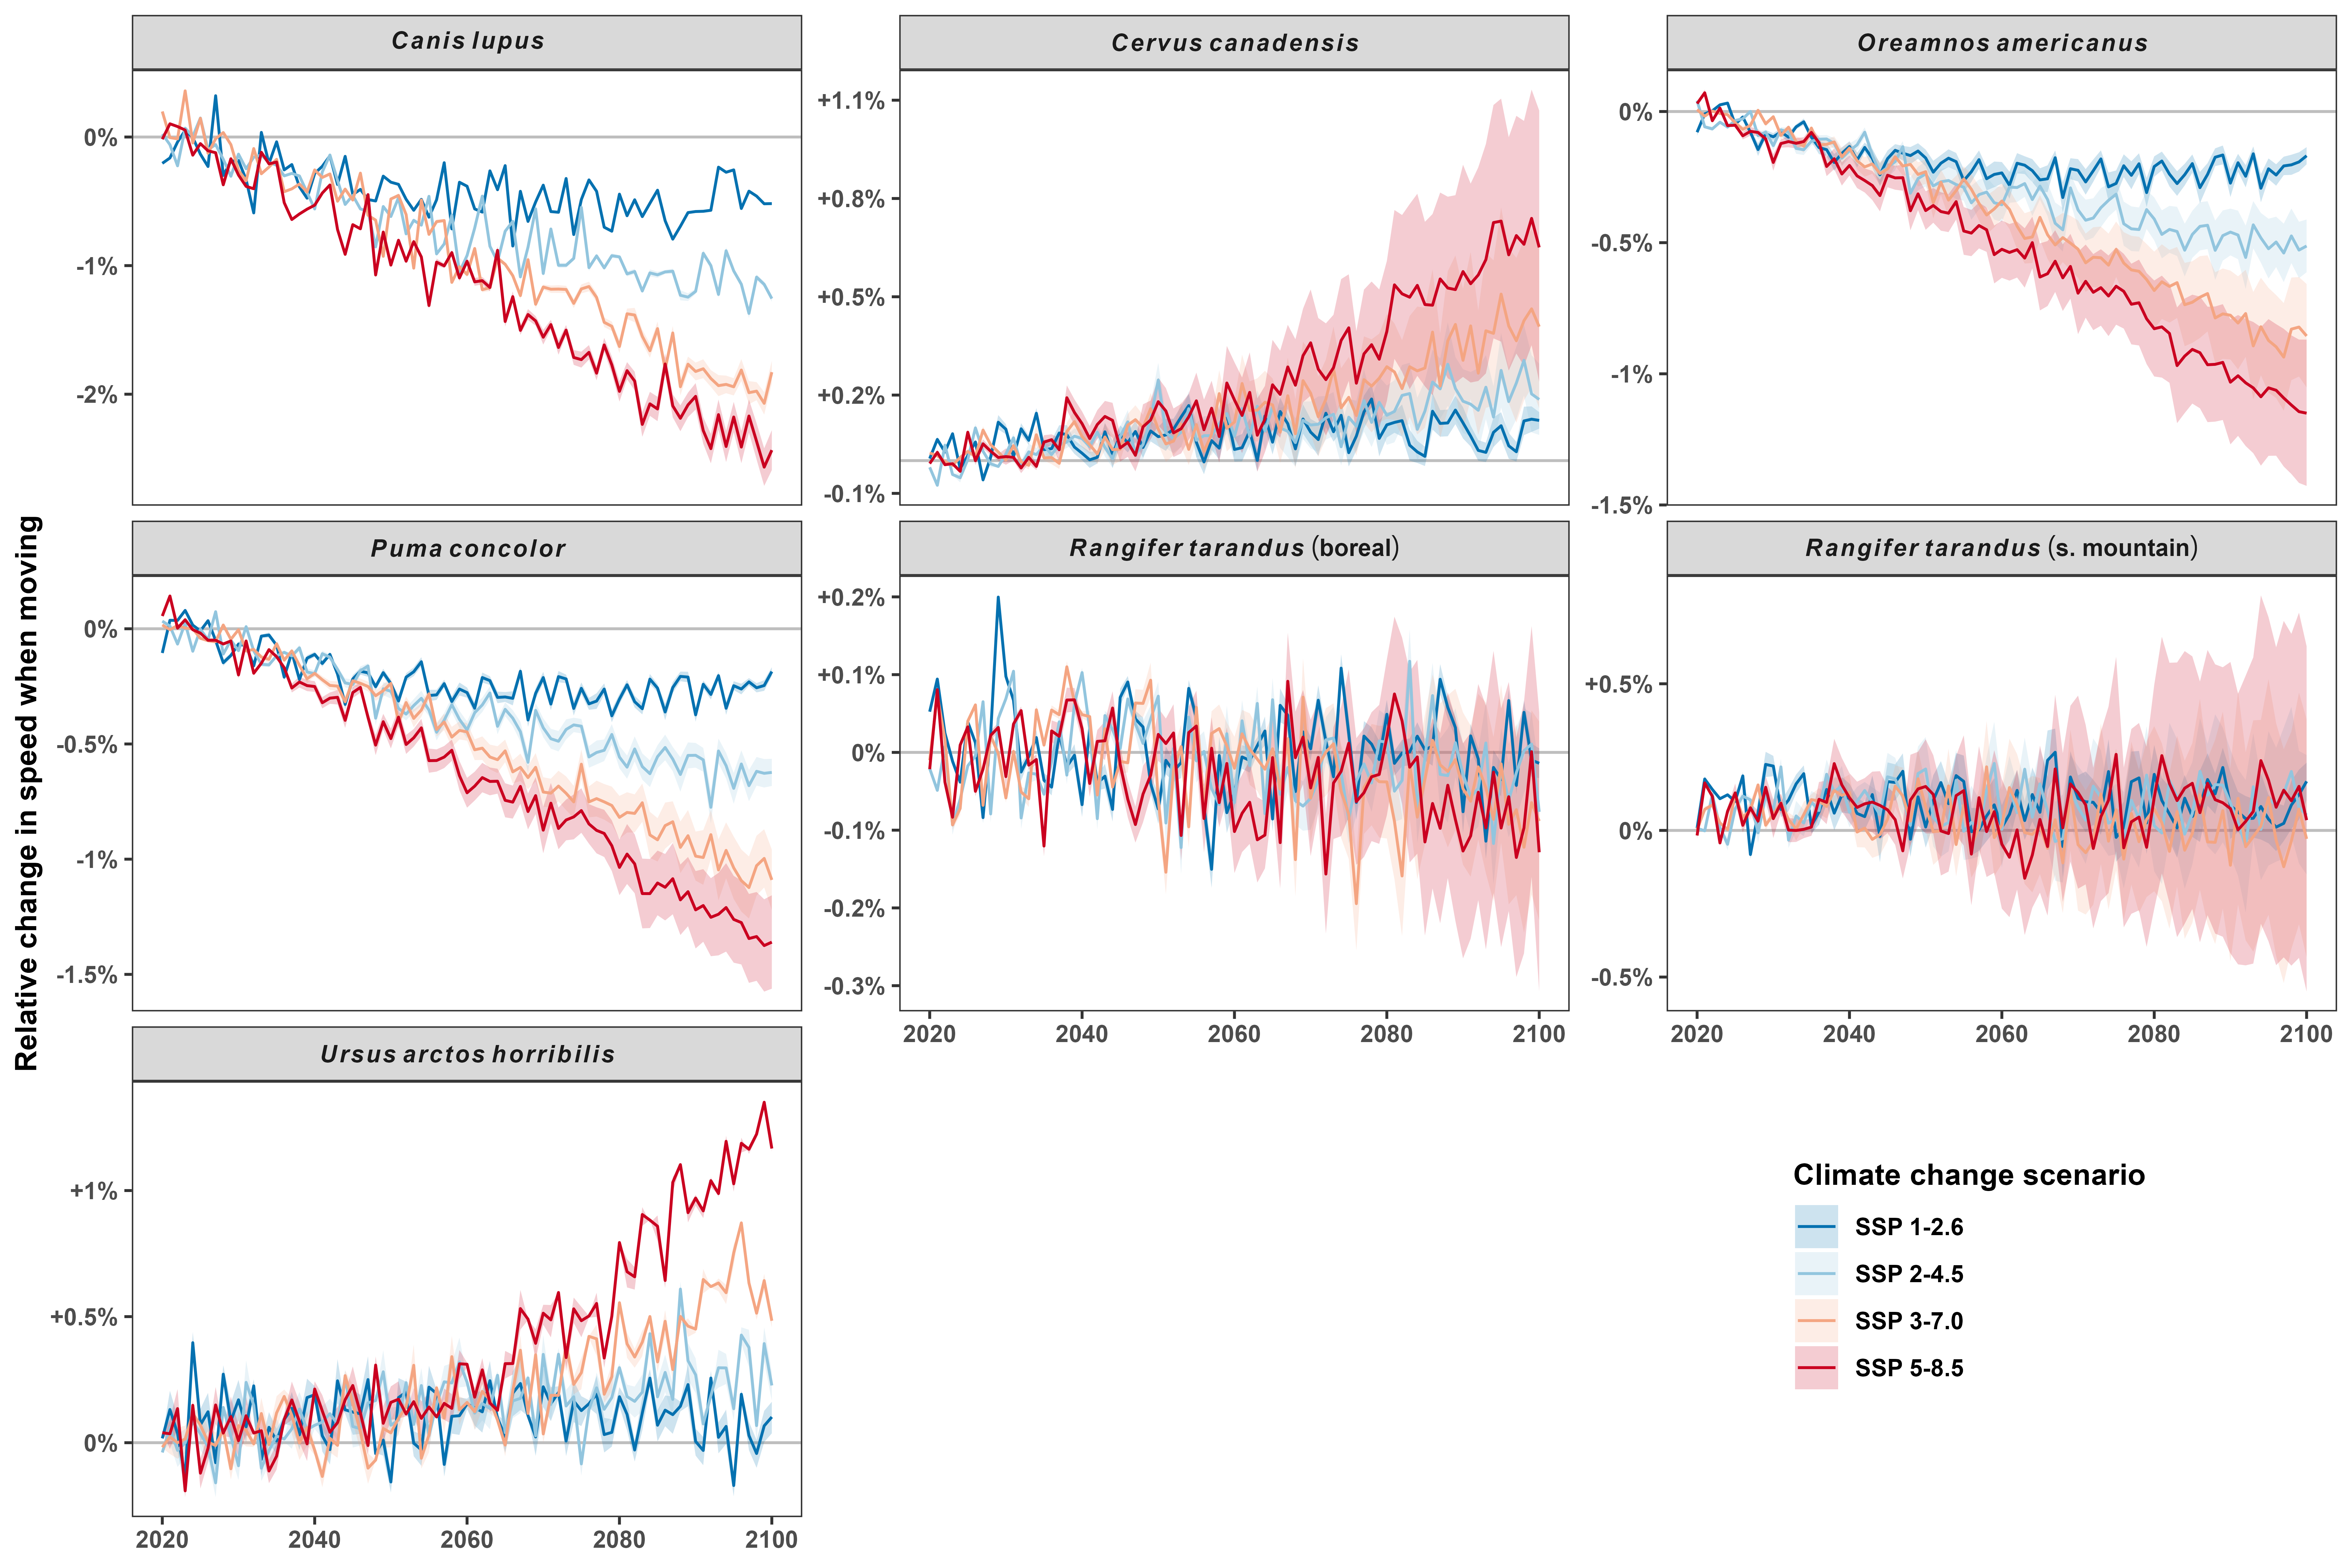 Canis lupus
Cervus canadensis
Oreamnos americanus
0%
-1%
-2%
+1.1%
+0.8%
+0.5%
+0.2%
-0.1%
0%
-0.5%
-1%
-1.5%
Relative change in speed when moving
Puma concolor
Rangifer tarandus (boreal)
Rangifer tarandus (s. mountain)
0%
-0.5%
-1%
-1.5%
+0.2%
+0.1%
0%
-0.1%
-0.2%
-0.3%
2020 2040 2060 2080 2100
+0.5%
0%
-0.5%
2020 2040 2060 2080 2100
Ursus arctos horribilis
+1%
+0.5%
0%
2020 2040 2060 2080 2100
Climate change scenario
SSP 1-2.6
SSP 2-4.5
SSP 3-7.0
SSP 5-8.5